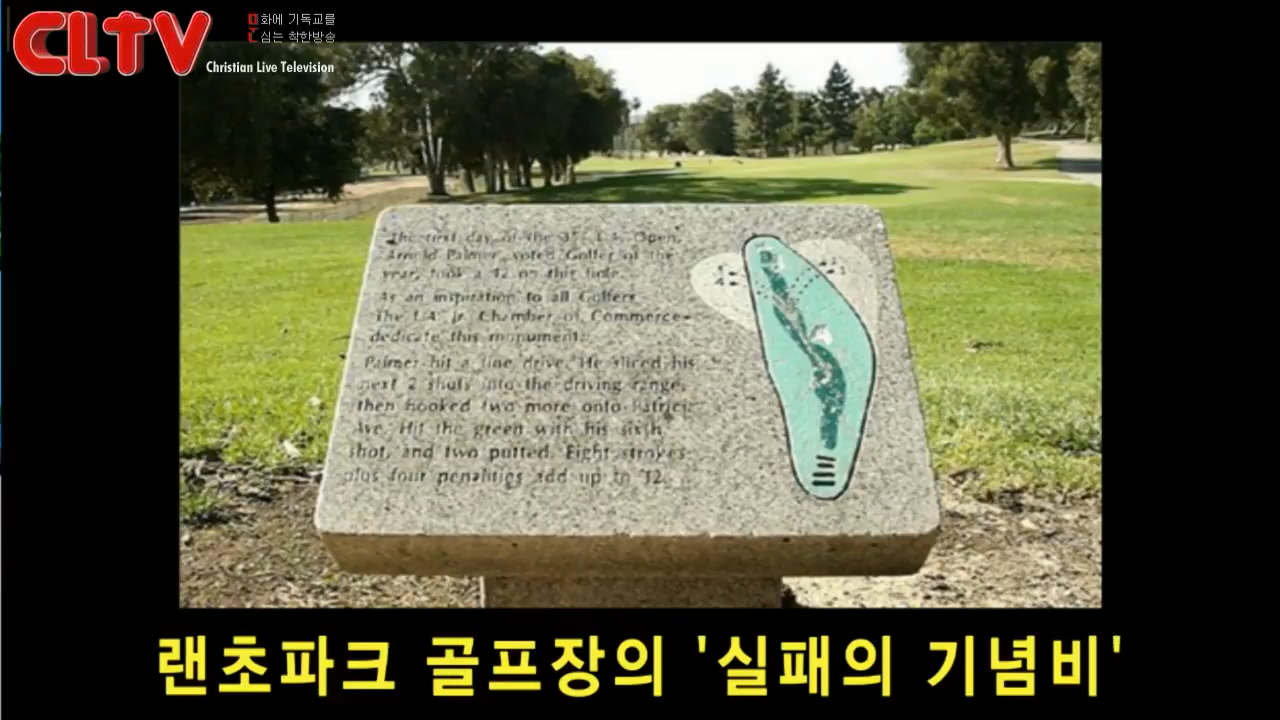 CLTV
문화에 기독교를
심는 착한방송
Christian Live Television
The first day of the 35th L.A. Open,
Arnold Palmer, voted Golfer of the
year, took a 12 on this hole.
As an inspiration to all Golfers
The L.A. Jr. Chamber of Commerce
dedicate this monument:
Palmer hit a fine drive. He sliced his
next 2 shots into the driving range,
then hooked two more onto Patricia
Ave. Hit the green with his sixth
shot, and two putted. Eight strokes
plus four penalties add up to 12.
랜초파크 골프장의 '실패의 기념비'